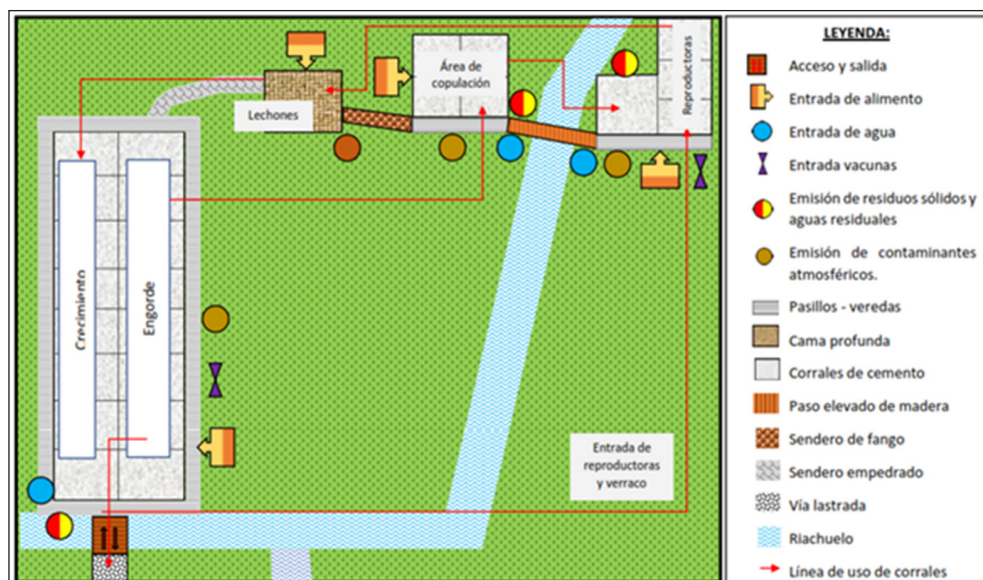 Lechones
Área de
copulación
Reproductoras
Crecimiento
Engorde
Entrada de
reproductoras
y verraco
LEYENDA:
Acceso y salida
Entrada de alimento
Entrada de agua
Entrada vacunas
Emisión de residuos sólidos y
aguas residuales
Emisión de contaminantes
atmosféricos.
Pasillos - veredas
Cama profunda
Corrales de cemento
Paso elevado de madera
Sendero de fango
Sendero empedrado
Vía lastrada
Riachuelo
Línea de uso de corrales